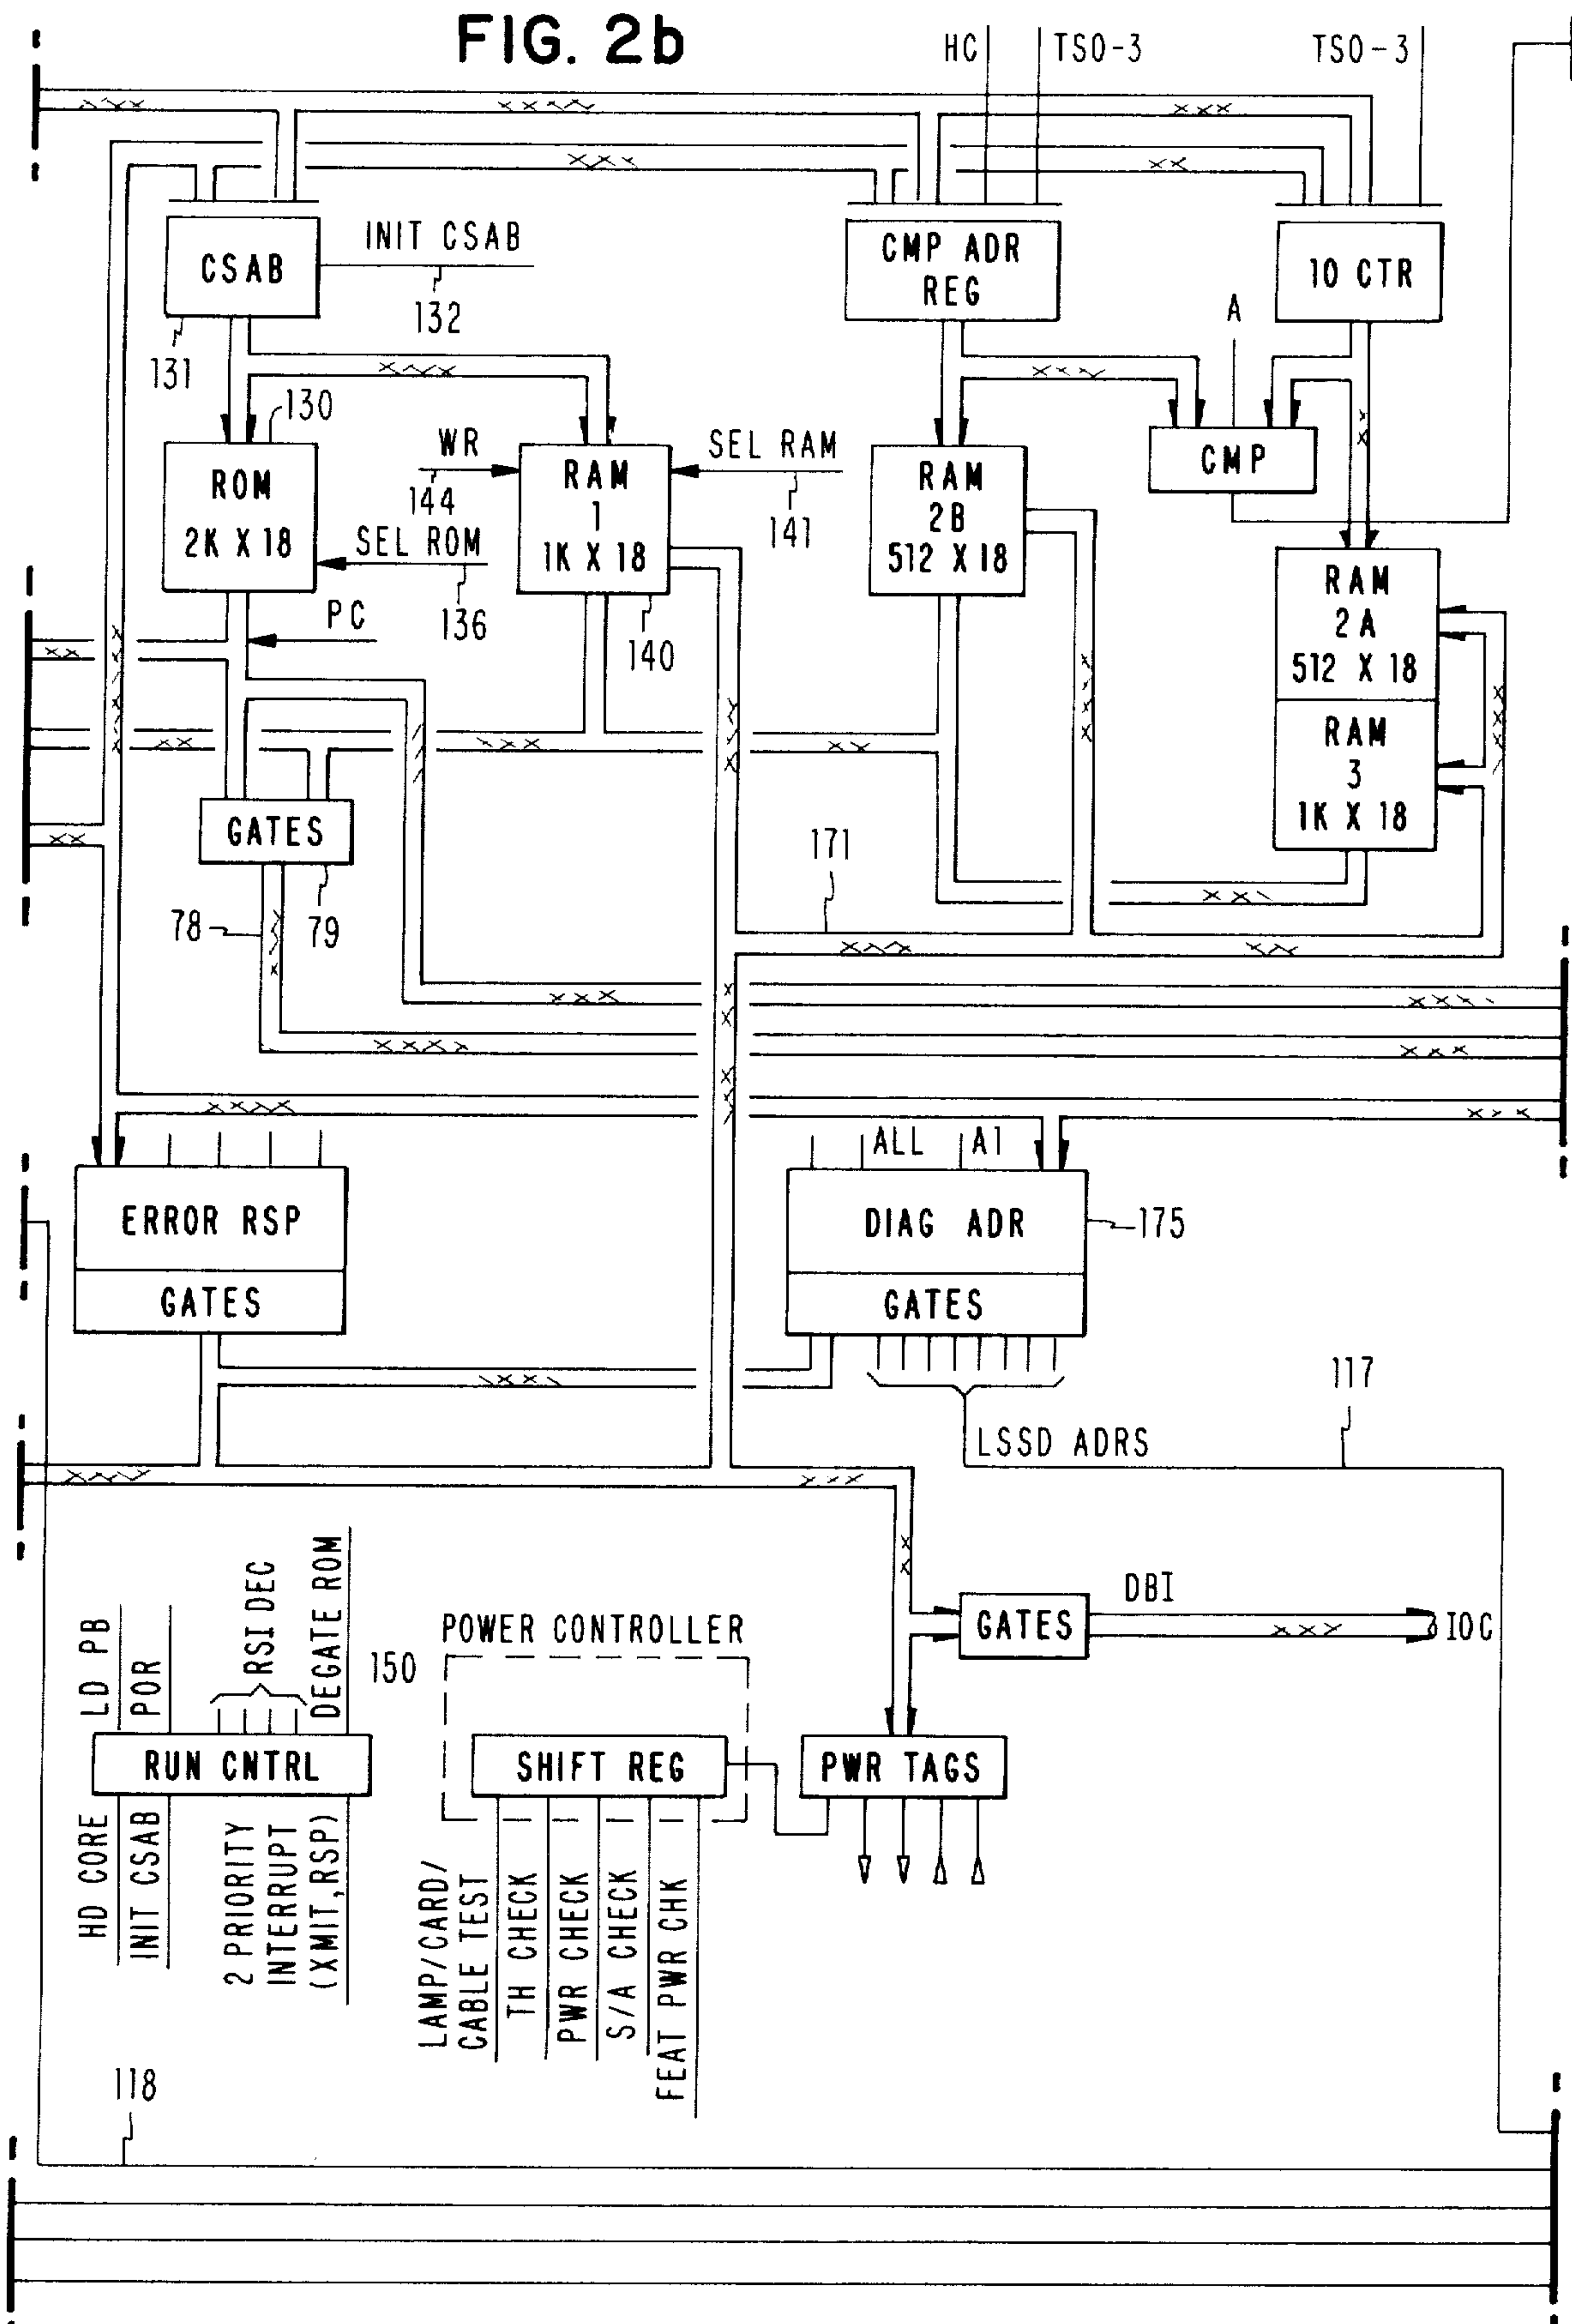 FIG. 2b
HC
TSO-3
TSO-3
CSAB
INIT CSAB
132
131
CMP ADR
REG
10 CTR
A
130
ROM
2K X 18
WR
144
SEL ROM
136
RAM
1
1K X 18
SEL RAM
141
140
RAM
2B
512 X 18
CMP
RAM
2A
512 X 18
RAM
3
1K X 18
PC
GATES
79
78
171
ERROR RSP
GATES
ALL
A1
DIAG ADR
175
GATES
LSSD ADRS
117
LD PB
POR
RSI DEC
DEGATE ROM
150
RUN CNTRL
HD CORE
INIT CSAB
2 PRIORITY
INTERRUPT
(XMIT,RSP)
POWER CONTROLLER
SHIFT REG
LAMP/CARD/
CABLE TEST
TH CHECK
PWR CHECK
S/A CHECK
FEAT PWR CHK
PWR TAGS
GATES
DBI
IOC
118